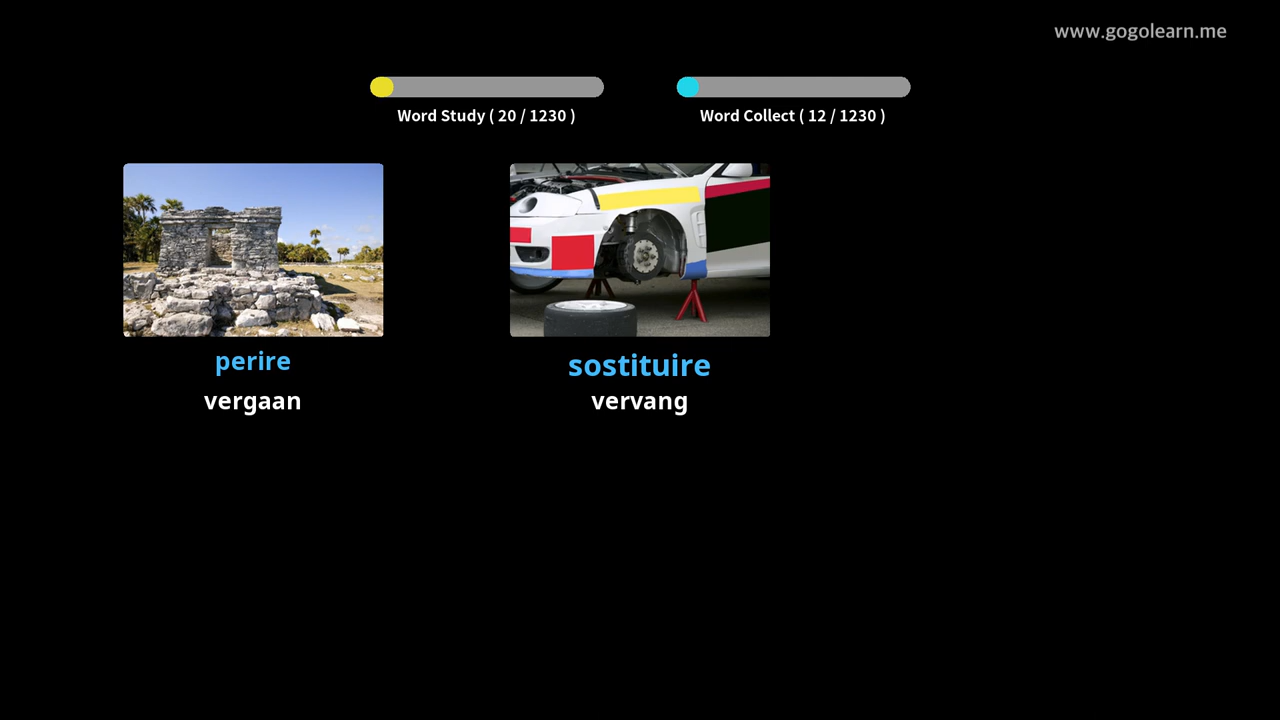 www.gogolearn.me
Word Study ( 20 / 1230 )
Word Collect ( 12 / 1230 )
perire
vergaan
sostituire
vervang